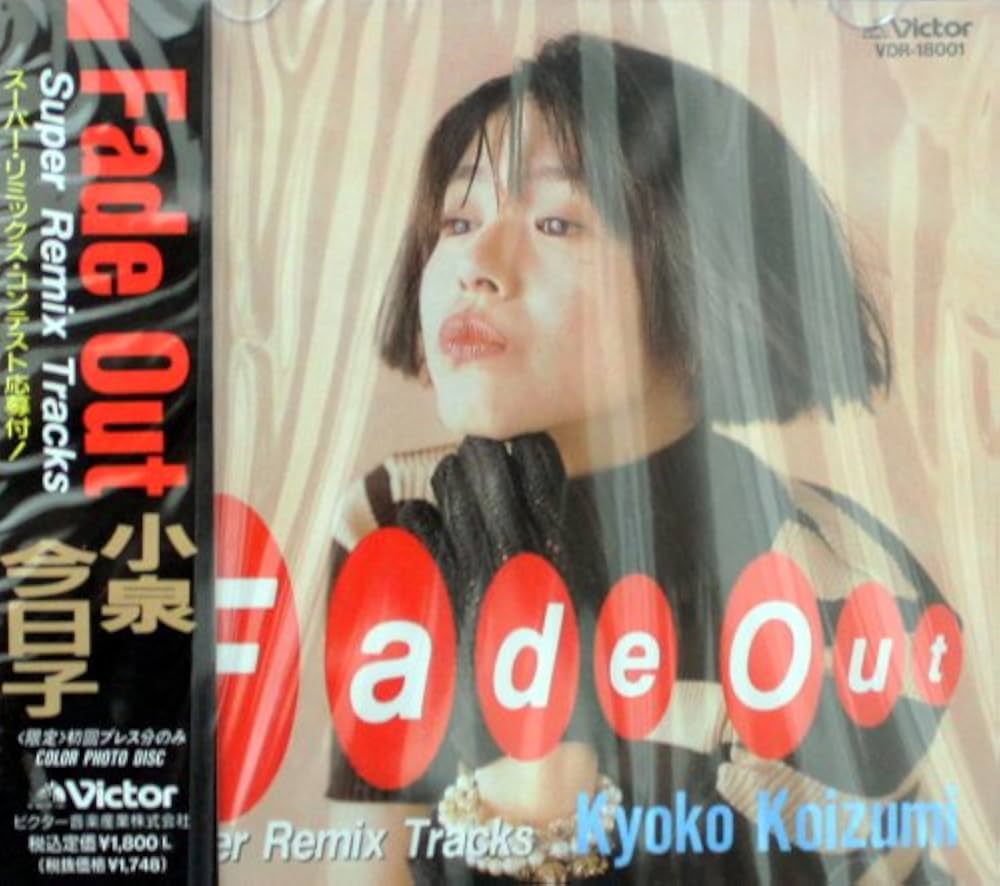 Fade Out
Super Remix Tracks
スーパー・リミックス・コンテスト応募付!
小泉
今日子
〈限定〉初回プレス分のみ
COLOR PHOTO DISC
Victor
ビクター音楽産業株式会社
税込定価¥1,800
(税抜価格¥1,748)
Victor
VDR-18001
Fade Out
er Remix Tracks
Kyoko Koizumi